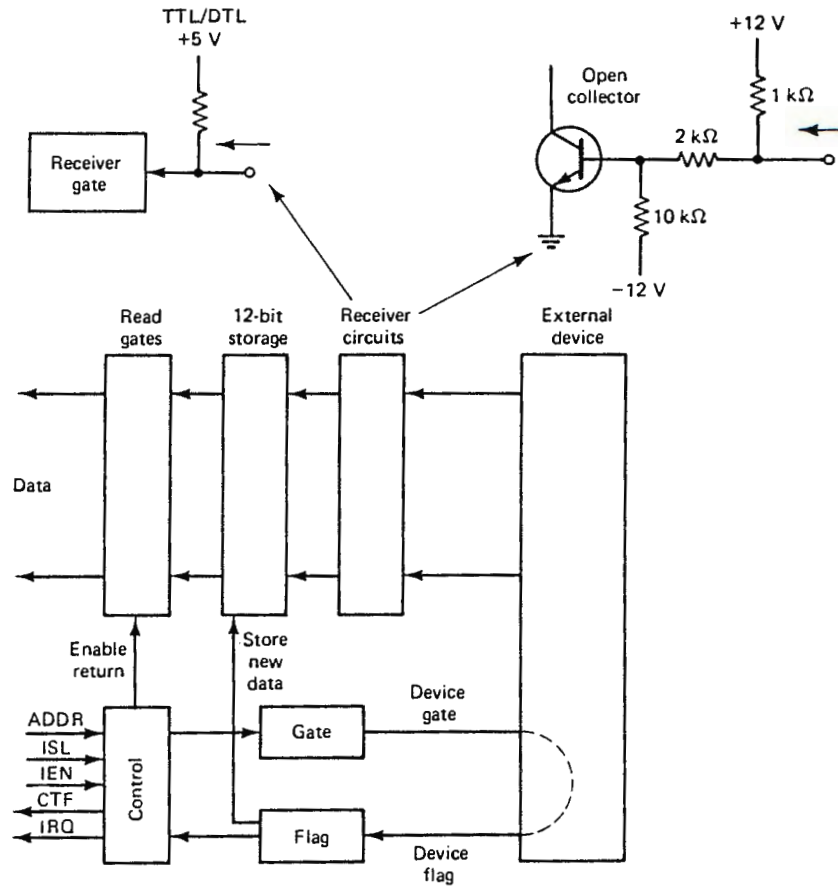 TTL/DTL
+5 V
Receiver
gate
Open
collector
+12 V
1 kΩ
2 kΩ
10 kΩ
−12 V
Read
gates
12-bit
storage
Receiver
circuits
External
device
Data
Enable
return
Store
new
data
Device
gate
ADDR
ISL
IEN
CTF
IRQ
Control
Gate
Flag
Device
flag